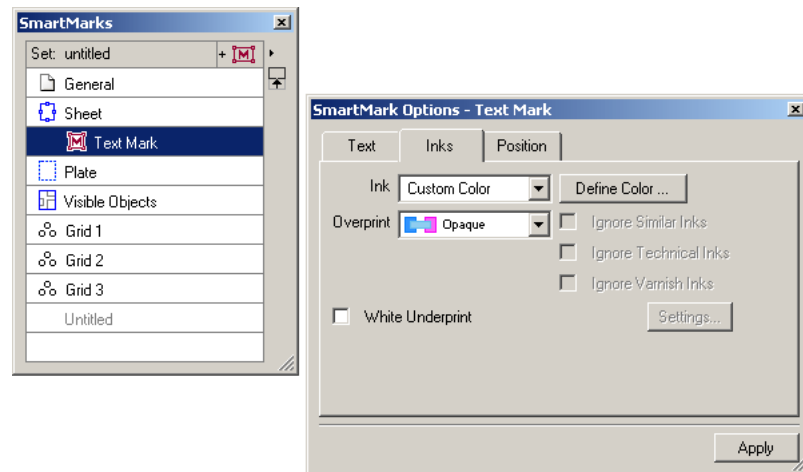 SmartMarks
Set: untitled
General
Sheet
Text Mark
Plate
Visible Objects
Grid 1
Grid 2
Grid 3
Untitled
SmartMark Options - Text Mark
Text Inks Position
Ink Custom Color Define Color ...
Overprint Opaque Ignore Similar Inks
Ignore Technical Inks
Ignore Varnish Inks
White Underprint Settings...
Apply